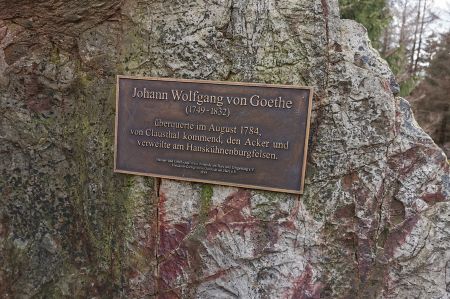 Johann Wolfgang von Goethe
(1749-1832)
überquerte im August 1784,
von Clausthal kommend, den Acker und
verweilte am Hanskühnenburgfelsen.